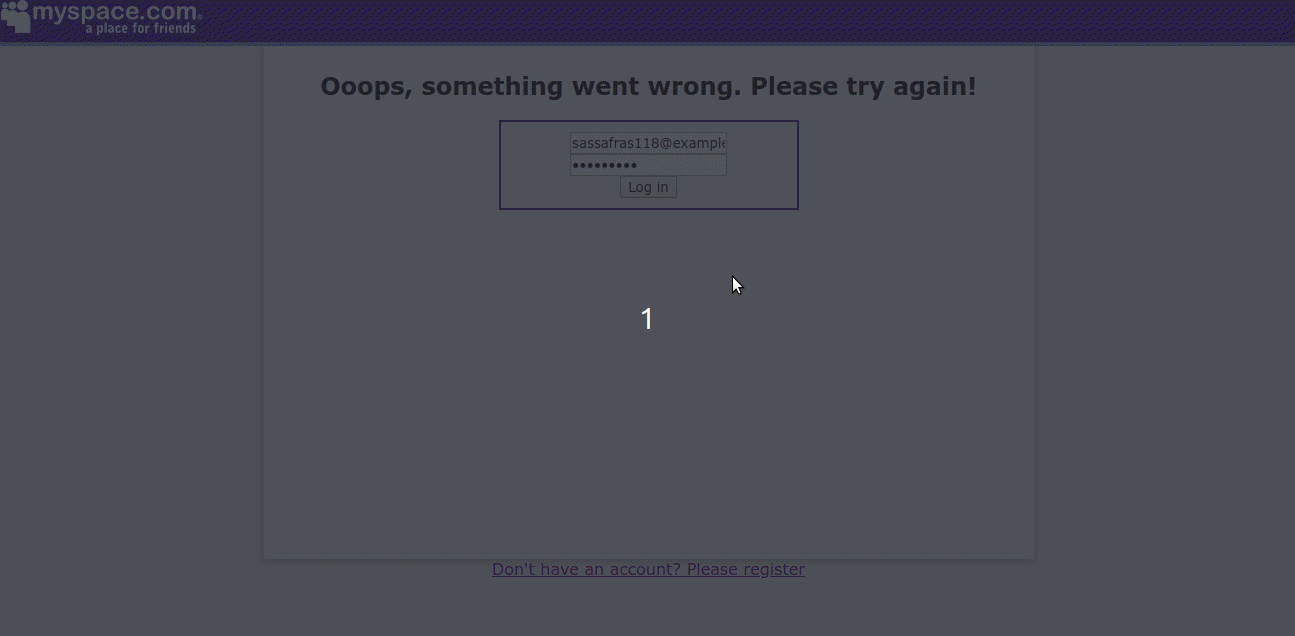 myspace.com®
a place for friends
Ooops, something went wrong. Please try again!
sassafras118@example
•••••••••
Log in
1
Don't have an account? Please register